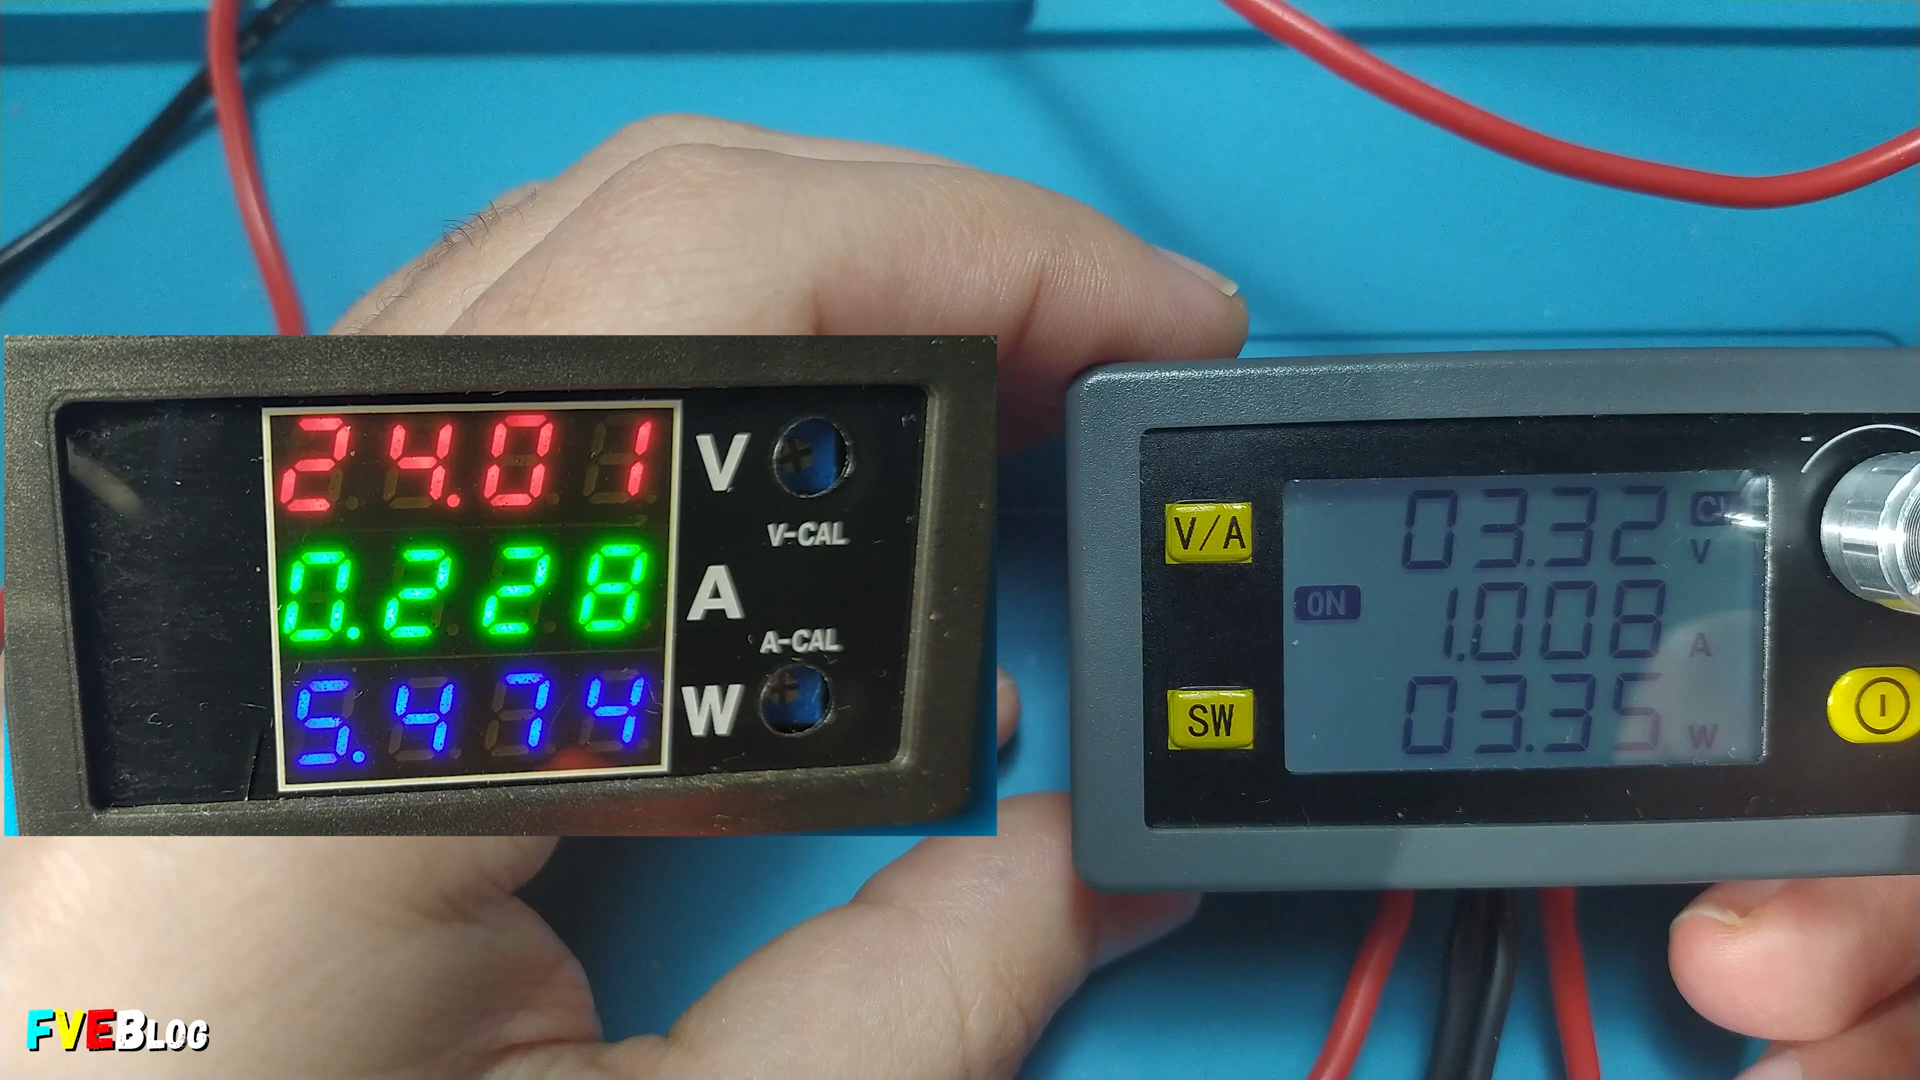 24.01 V
V-CAL
0.228 A
A-CAL
5.474 W
V/A
03.32 V
ON
1.008 A
SW
03.35 W
FVEBLOG